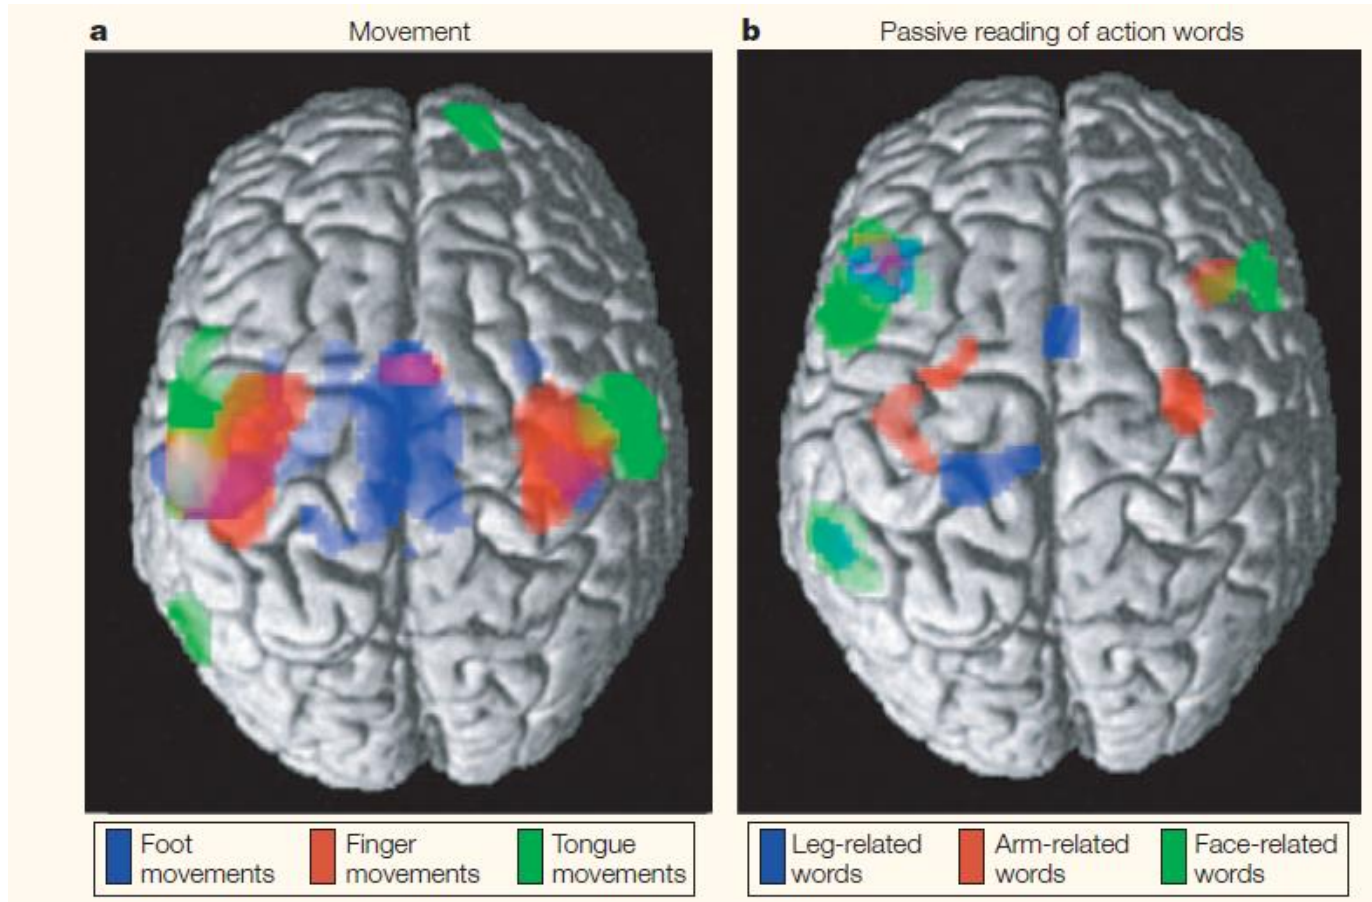 a Movement
b Passive reading of action words
Foot
movements
Finger
movements
Tongue
movements
Leg-related
words
Arm-related
words
Face-related
words